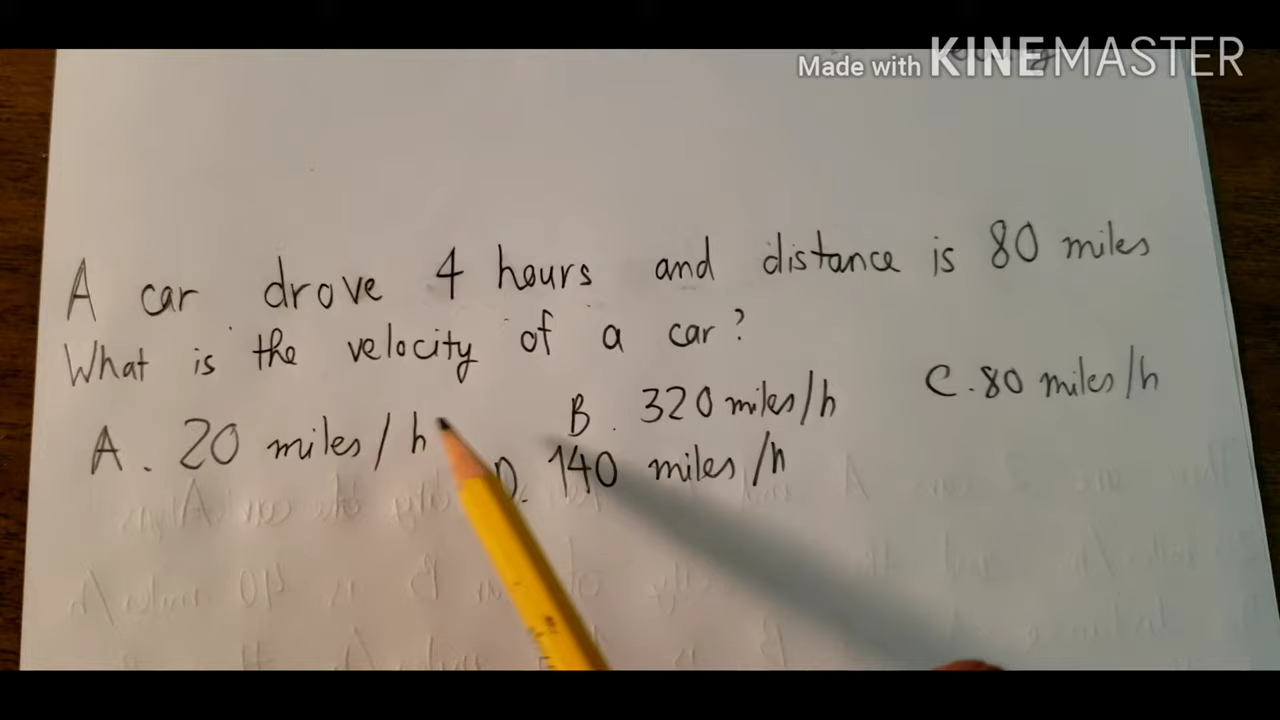 Made with KINEMASTER
A car drove 4 hours and distance is 80 miles
What is the velocity of a car?
A. 20 miles/h B. 320 miles/h C. 80 miles/h
D. 140 miles/h